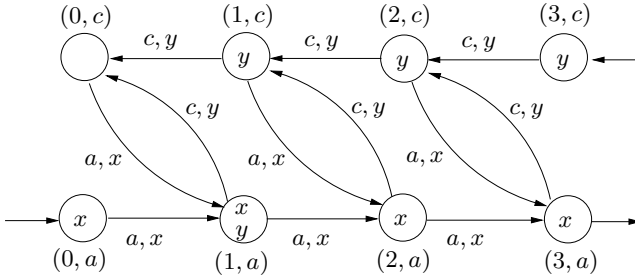 (0, c) (1, c) (2, c) (3, c)
c, y c, y c, y
y y y
c, y c, y c, y
a, x a, x a, x
x x y x x
a, x a, x a, x
(0, a) (1, a) (2, a) (3, a)